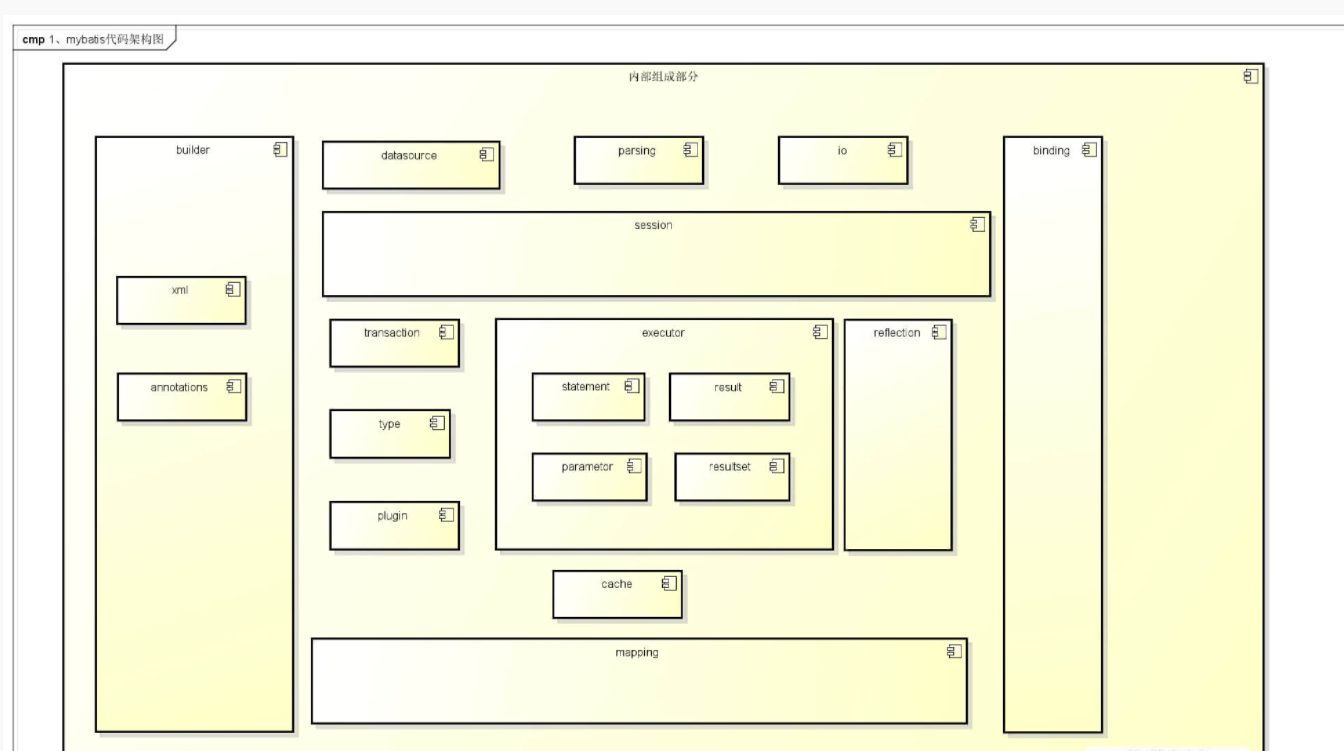 cmp 1、mybatis代码架构图
内部组成部分
builder
datasource
parsing
io
binding
session
xml
transaction
executor
reflection
annotations
statement
result
type
parametor
resultset
plugin
cache
mapping